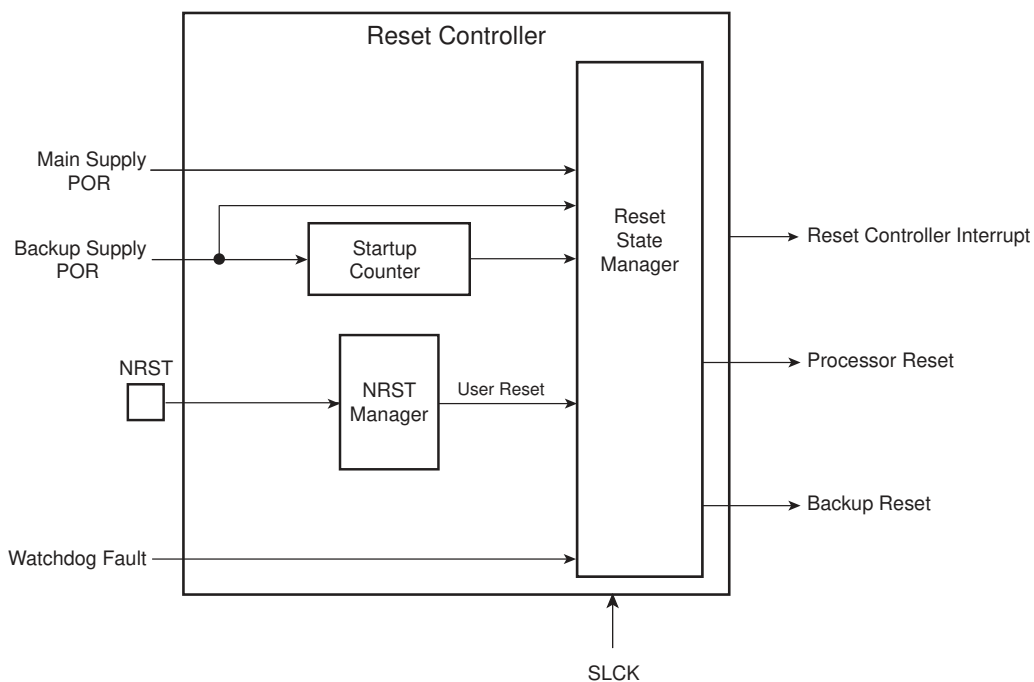 Reset Controller
Main Supply
POR
Backup Supply
POR
Startup
Counter
Reset
State
Manager
Reset Controller Interrupt
NRST
NRST
Manager
User Reset
Processor Reset
Backup Reset
Watchdog Fault
SLCK